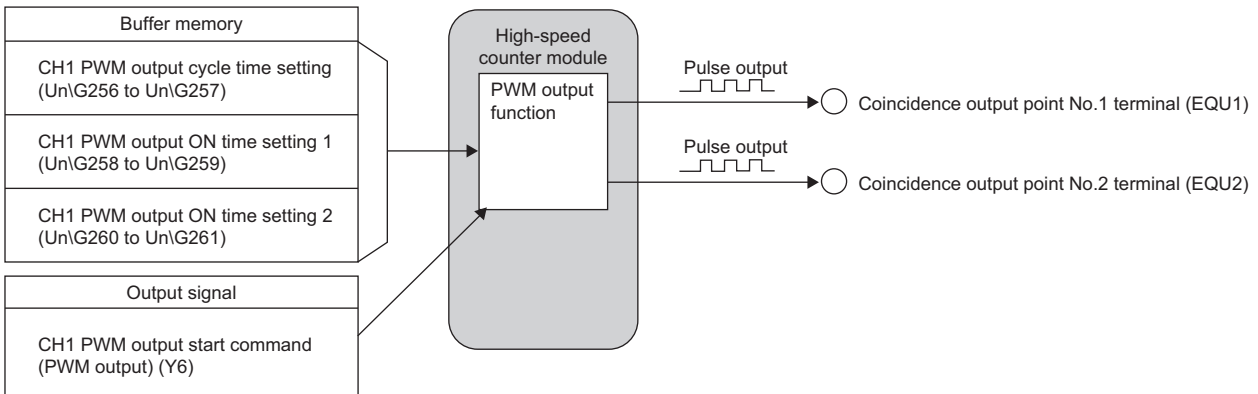 Buffer memory
CH1 PWM output cycle time setting
(Un\G256 to Un\G257)
CH1 PWM output ON time setting 1
(Un\G258 to Un\G259)
CH1 PWM output ON time setting 2
(Un\G260 to Un\G261)
Output signal
CH1 PWM output start command
(PWM output) (Y6)
High-speed
counter module
PWM output
function
Pulse output
Coincidence output point No.1 terminal (EQU1)
Pulse output
Coincidence output point No.2 terminal (EQU2)